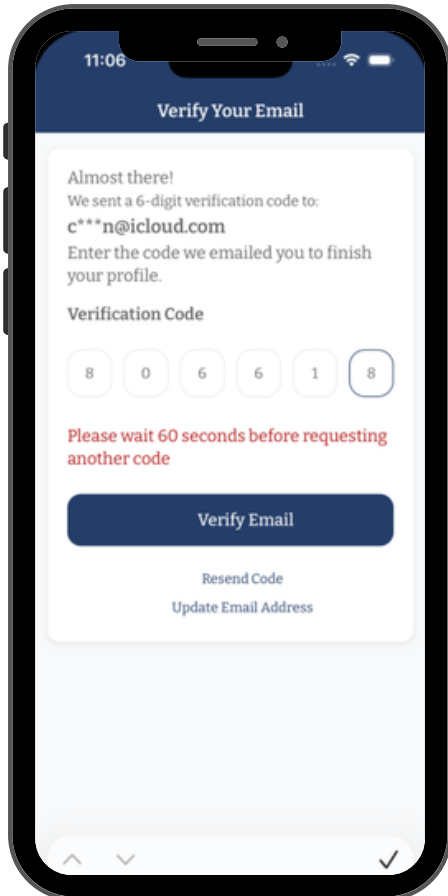 11:06
Verify Your Email
Almost there!
We sent a 6-digit verification code to:
c***n@icloud.com
Enter the code we emailed you to finish
your profile.
Verification Code
8 0 6 6 1 8
Please wait 60 seconds before requesting
another code
Verify Email
Resend Code
Update Email Address